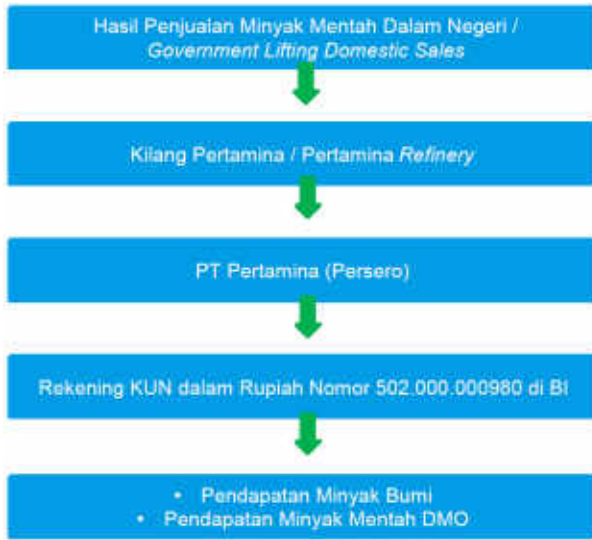 Hasil Penjualan Minyak Mentah Dalam Negeri /
Government Lifting Domestic Sales
Kilang Pertamina / Pertamina Refinery
PT Pertamina (Persero)
Rekening KUN dalam Rupiah Nomor 502.000.000980 di BI
• Pendapatan Minyak Bumi
• Pendapatan Minyak Mentah DMO